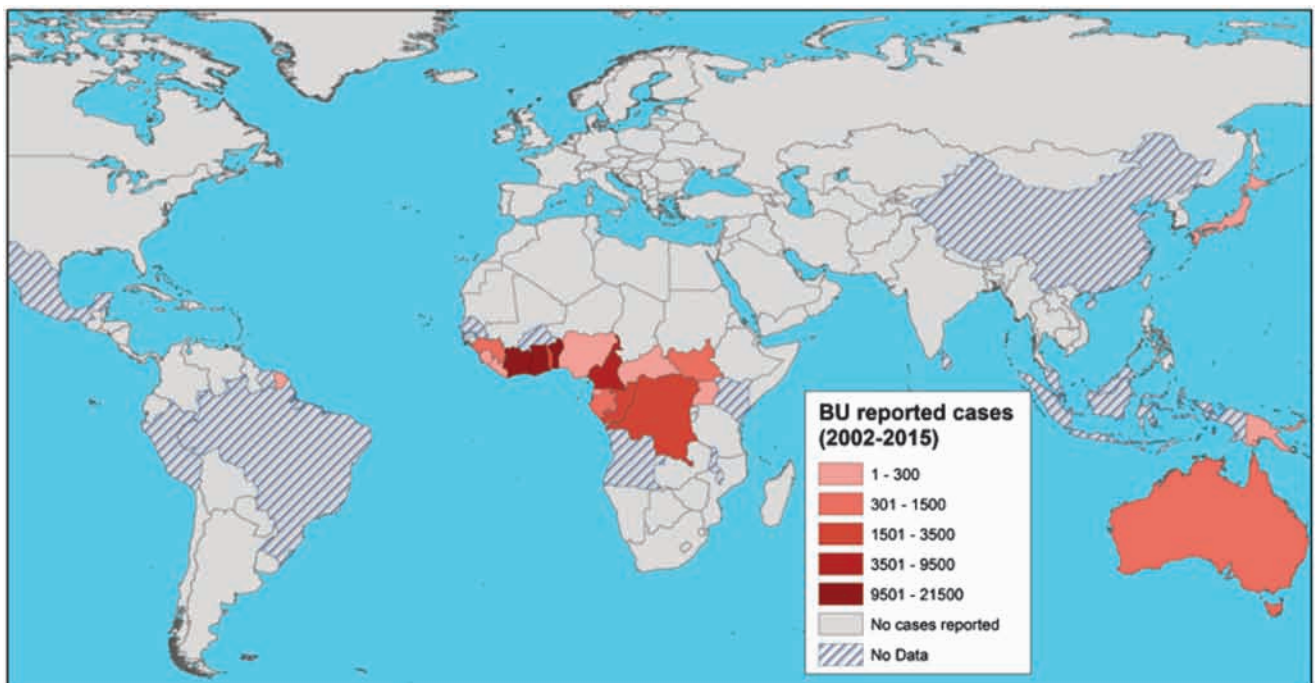 BU reported cases
(2002-2015)
1 - 300
301 - 1500
1501 - 3500
3501 - 9500
9501 - 21500
No cases reported
No Data